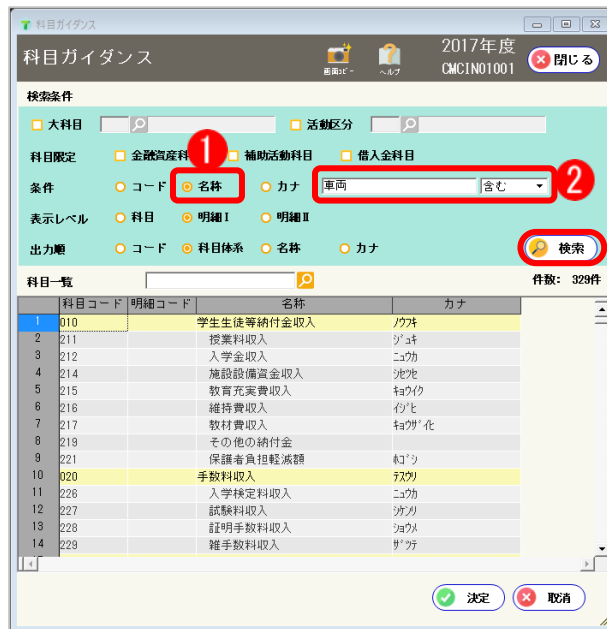 科目ガイダンス
科目ガイダンス 画面コピー ヘルプ 2017年度 CMCIN01001 閉じる
検索条件
大科目 活動区分
科目限定 金融資産科 1 補助活動科目 借入金科目
条件 コード 名称 カナ 車両 含む 2
表示レベル 科目 明細Ⅰ 明細Ⅱ
出力順 コード 科目体系 名称 カナ 検索
科目一覧 件数: 329件
科目コード 明細コード 名称 カナ
1 010 学生生徒等納付金収入 ノウフキ
2 211 授業料収入 ジュギ
3 212 入学金収入 ニュウカ
4 214 施設設備資金収入 シセツセ
5 215 教育充実費収入 キョウイク
6 216 維持費収入 イジヒ
7 217 教材費収入 キョウザイヒ
8 219 その他の納付金
9 221 保護者負担軽減額 ホゴシ
10 020 手数料収入 テスウリ
11 226 入学検定料収入 ニュウカ
12 227 試験料収入 シケンリ
13 228 証明手数料収入 ショウメ
14 229 雑手数料収入 ザツテ
決定 取消